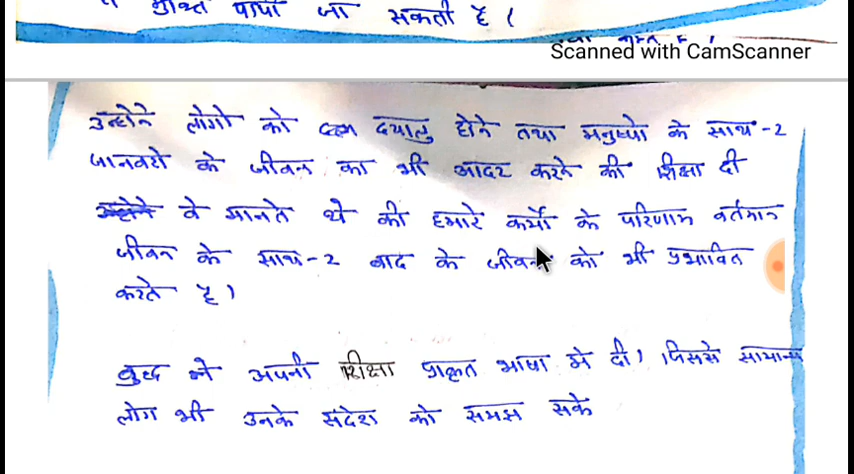 मुक्ति पायी जा सकती है।
Scanned with CamScanner
उन्होने लोगो को दयालु होने तथा मनुष्यो के साथ-2
जानवरो के जीवन का भी आदर करने की शिक्षा दी
वे मानते थे की हमारे कर्मो के परिणाम वर्तमान
जीवन के साथ-2 बाद के जीवन को भी प्रभावित
करते है।
बुद्ध ने अपनी शिक्षा प्राकृत भाषा मे दी। जिससे सामान्य
लोग भी उनके संदेश को समझ सके